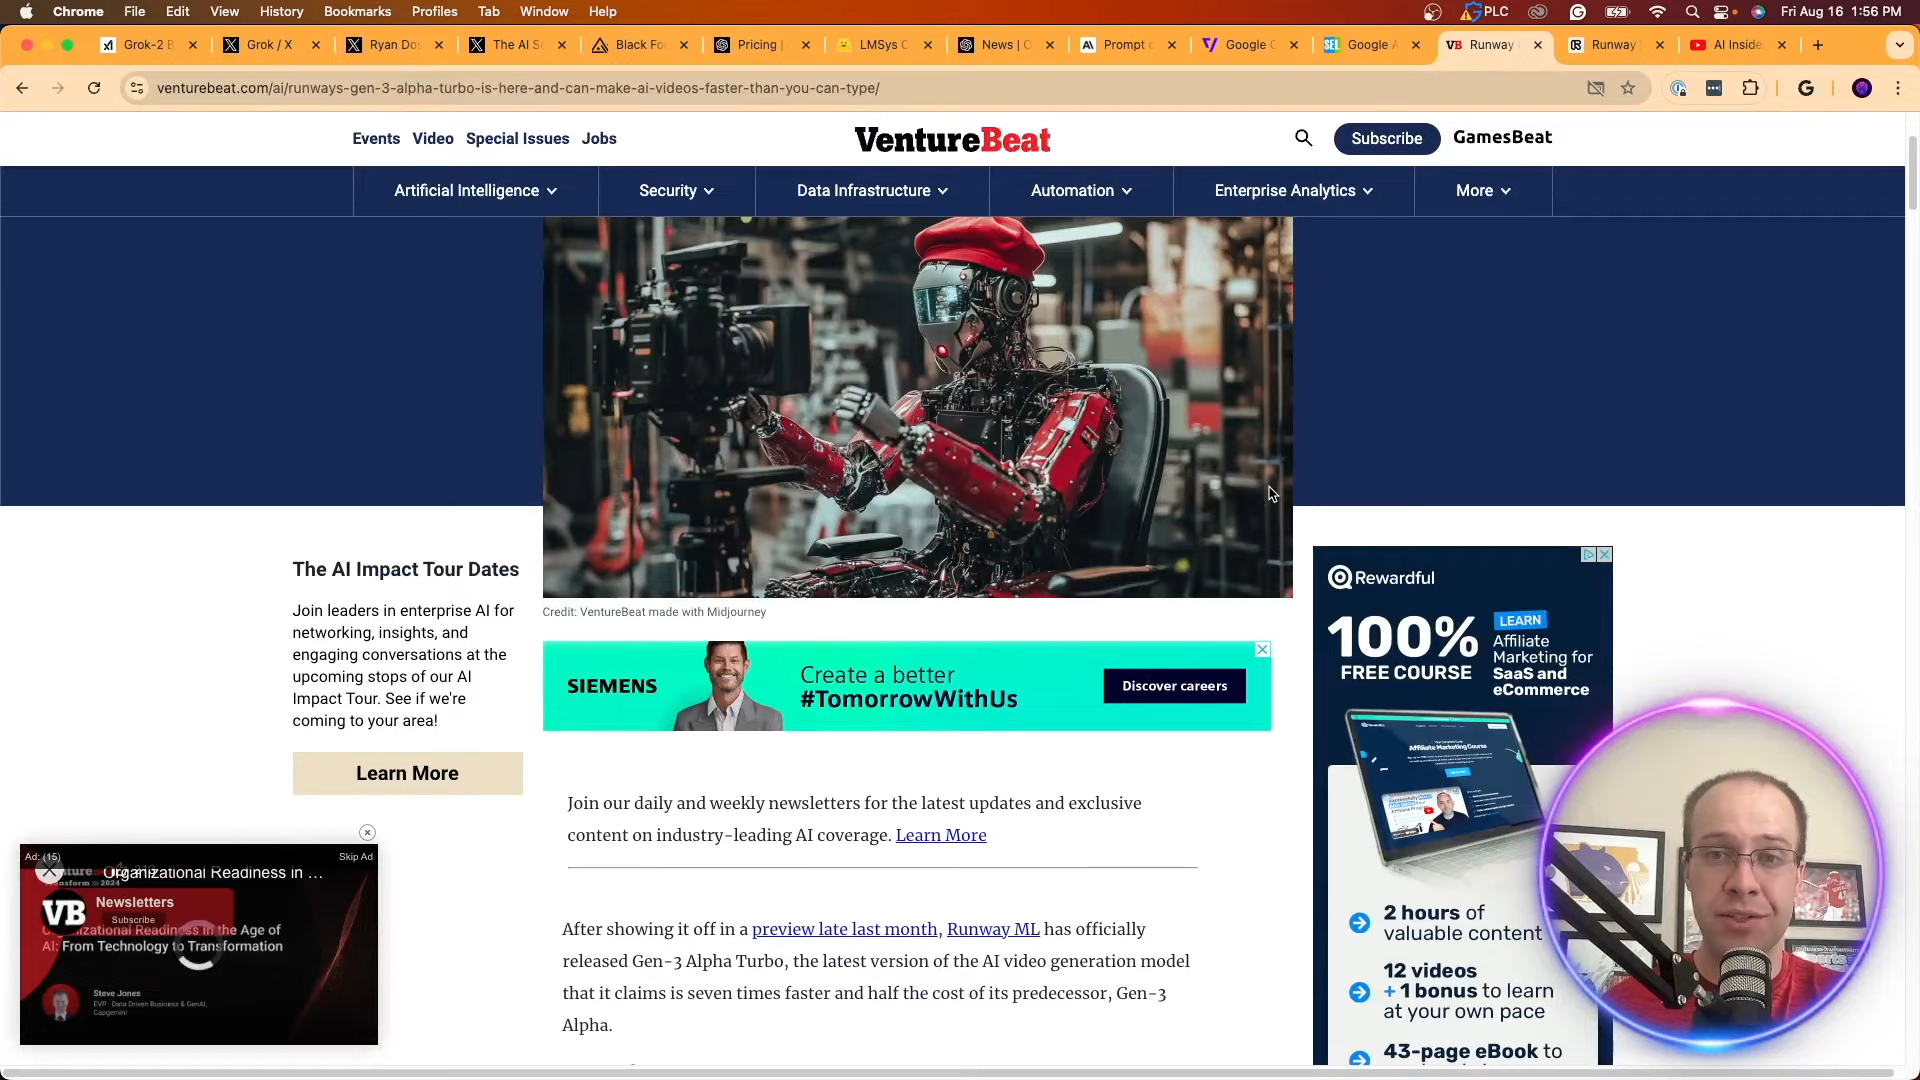 Chrome File Edit View History Bookmarks Profiles Tab Window Help
PLC Fri Aug 16 1:56 PM
Grok-2 B Grok / X Ryan Dos The AI S Black Fo Pricing | LMSys C News | O Prompt c Google G Google A Runway Runway AI Inside
venturebeat.com/ai/runways-gen-3-alpha-turbo-is-here-and-can-make-ai-videos-faster-than-you-can-type/
Events Video Special Issues Jobs
VentureBeat
Subscribe GamesBeat
Artificial Intelligence Security Data Infrastructure Automation Enterprise Analytics More
The AI Impact Tour Dates
Join leaders in enterprise AI for
networking, insights, and
engaging conversations at the
upcoming stops of our AI
Impact Tour. See if we're
coming to your area!
Learn More
Credit: VentureBeat made with Midjourney
SIEMENS
Create a better
#TomorrowWithUs
Discover careers
Join our daily and weekly newsletters for the latest updates and exclusive
content on industry-leading AI coverage. Learn More
After showing it off in a preview late last month, Runway ML has officially
released Gen-3 Alpha Turbo, the latest version of the AI video generation model
that it claims is seven times faster and half the cost of its predecessor, Gen-3
Alpha.
Rewardful
100%
FREE COURSE
LEARN
Affiliate
Marketing for
SaaS and
eCommerce
2 hours of
valuable content
12 videos
+ 1 bonus to learn
at your own pace
43-page eBook to
Ad: (15) Skip Ad
Organizational Readiness in ...
VB
Newsletters
Subscribe
Organizational Readiness in the Age of
AI: From Technology to Transformation
Steve Jones
EVP - Data Driven Business & GenAI,
Capgemini